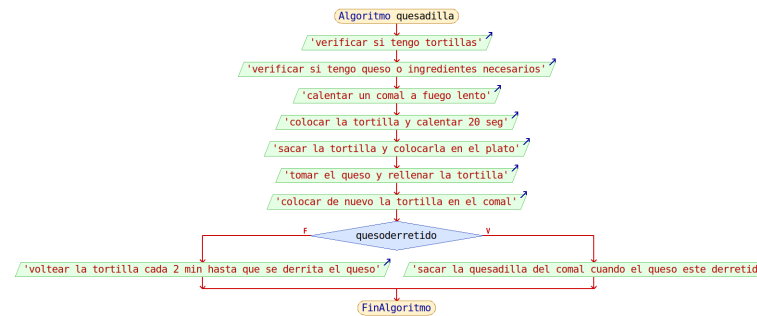 Algoritmo quesadilla
'verificar si tengo tortillas'
'verificar si tengo queso o ingredientes necesarios'
'calentar un comal a fuego lento'
'colocar la tortilla y calentar 20 seg'
'sacar la tortilla y colocarla en el plato'
'tomar el queso y rellenar la tortilla'
'colocar de nuevo la tortilla en el comal'
F quesoderretido V
'voltear la tortilla cada 2 min hasta que se derrita el queso' 'sacar la quesadilla del comal cuando el queso este derretid
FinAlgoritmo